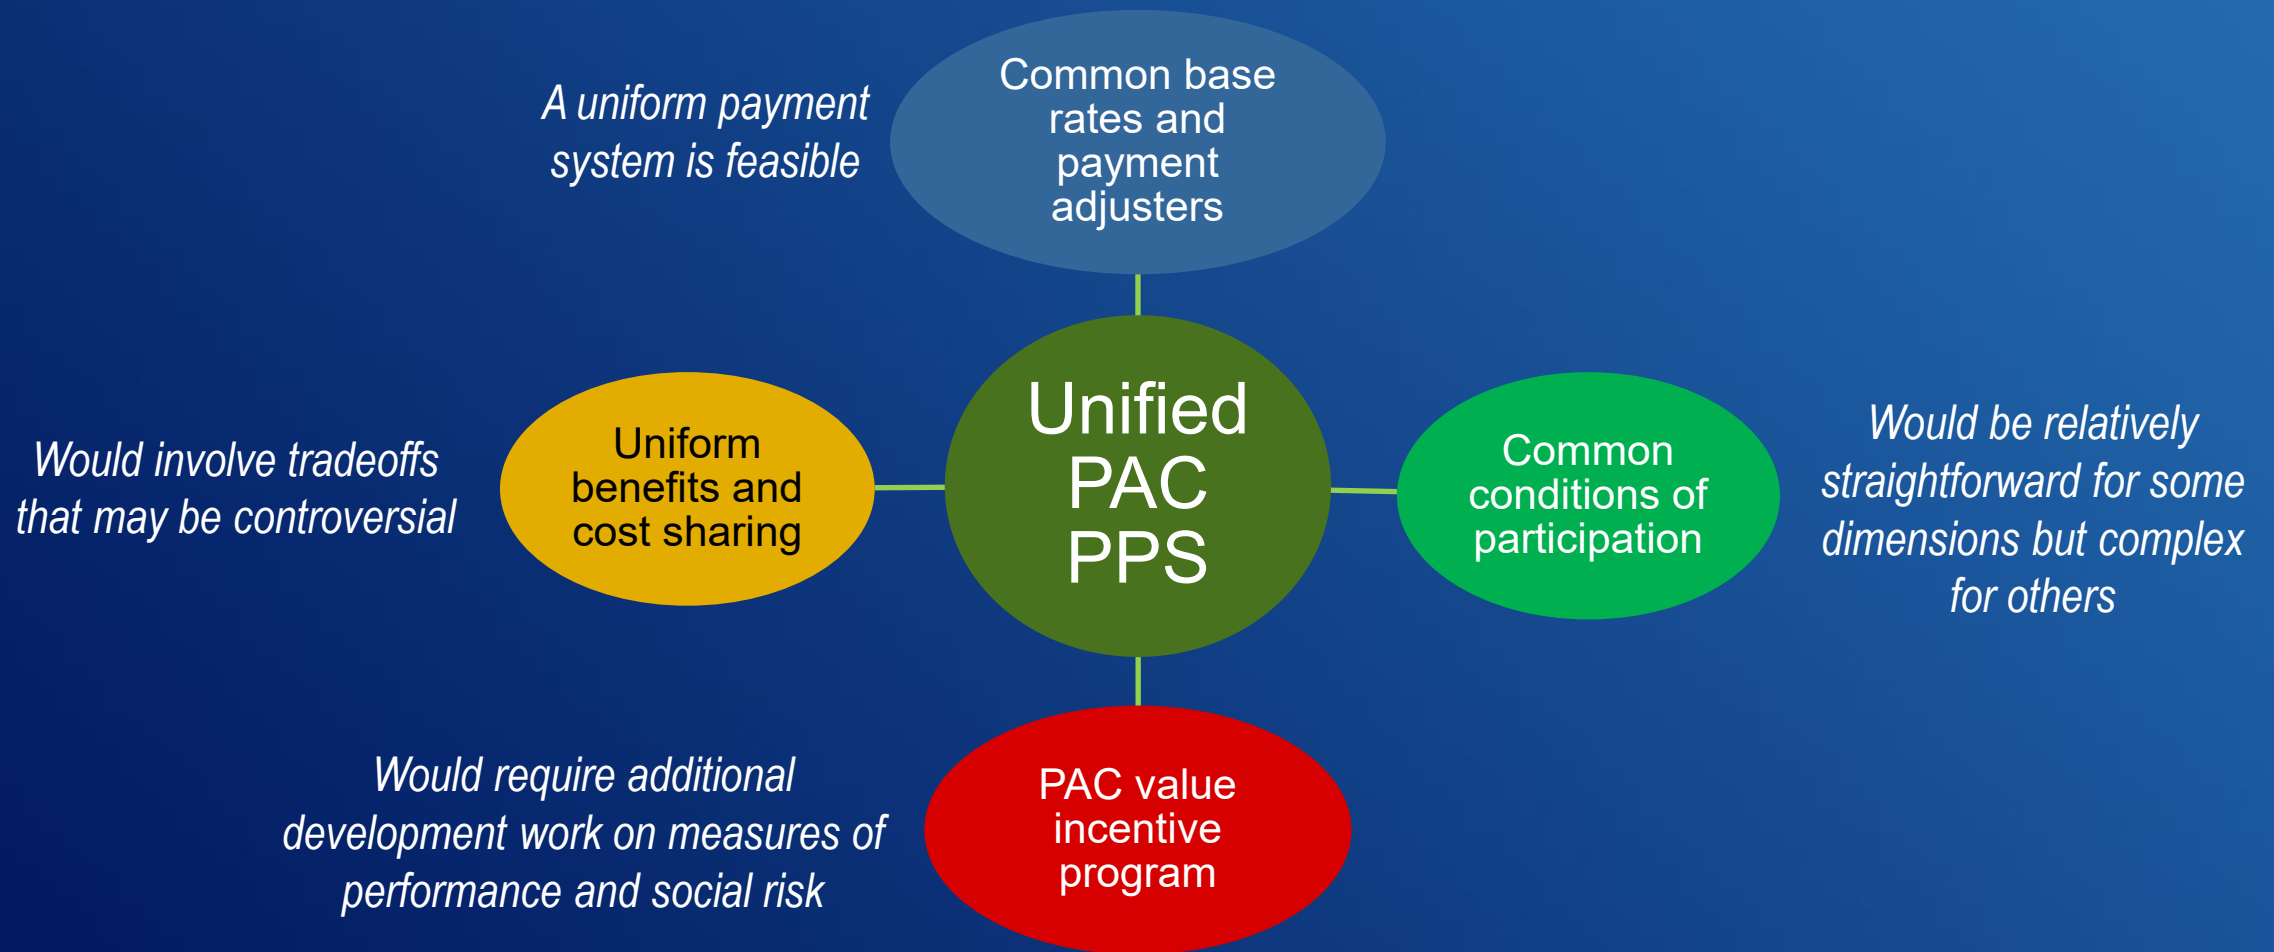 Common base
rates and
payment
adjusters
A uniform payment
system is feasible
Unified
PAC
PPS
Uniform
benefits and
cost sharing
Would involve tradeoffs
that may be controversial
Common
conditions of
participation
Would be relatively
straightforward for some
dimensions but complex
for others
PAC value
incentive
program
Would require additional
development work on measures of
performance and social risk